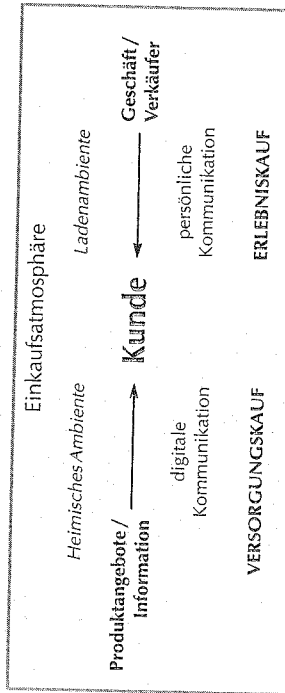 Einkaufsatmosphäre
Heimisches Ambiente
Ladenambiente
Produktangebote/
Information
Kunde
Geschäft/
Verkäufer
digitale
Kommunikation
persönliche
Kommunikation
VERSORGUNGSKAUF
ERLEBNISKAUF